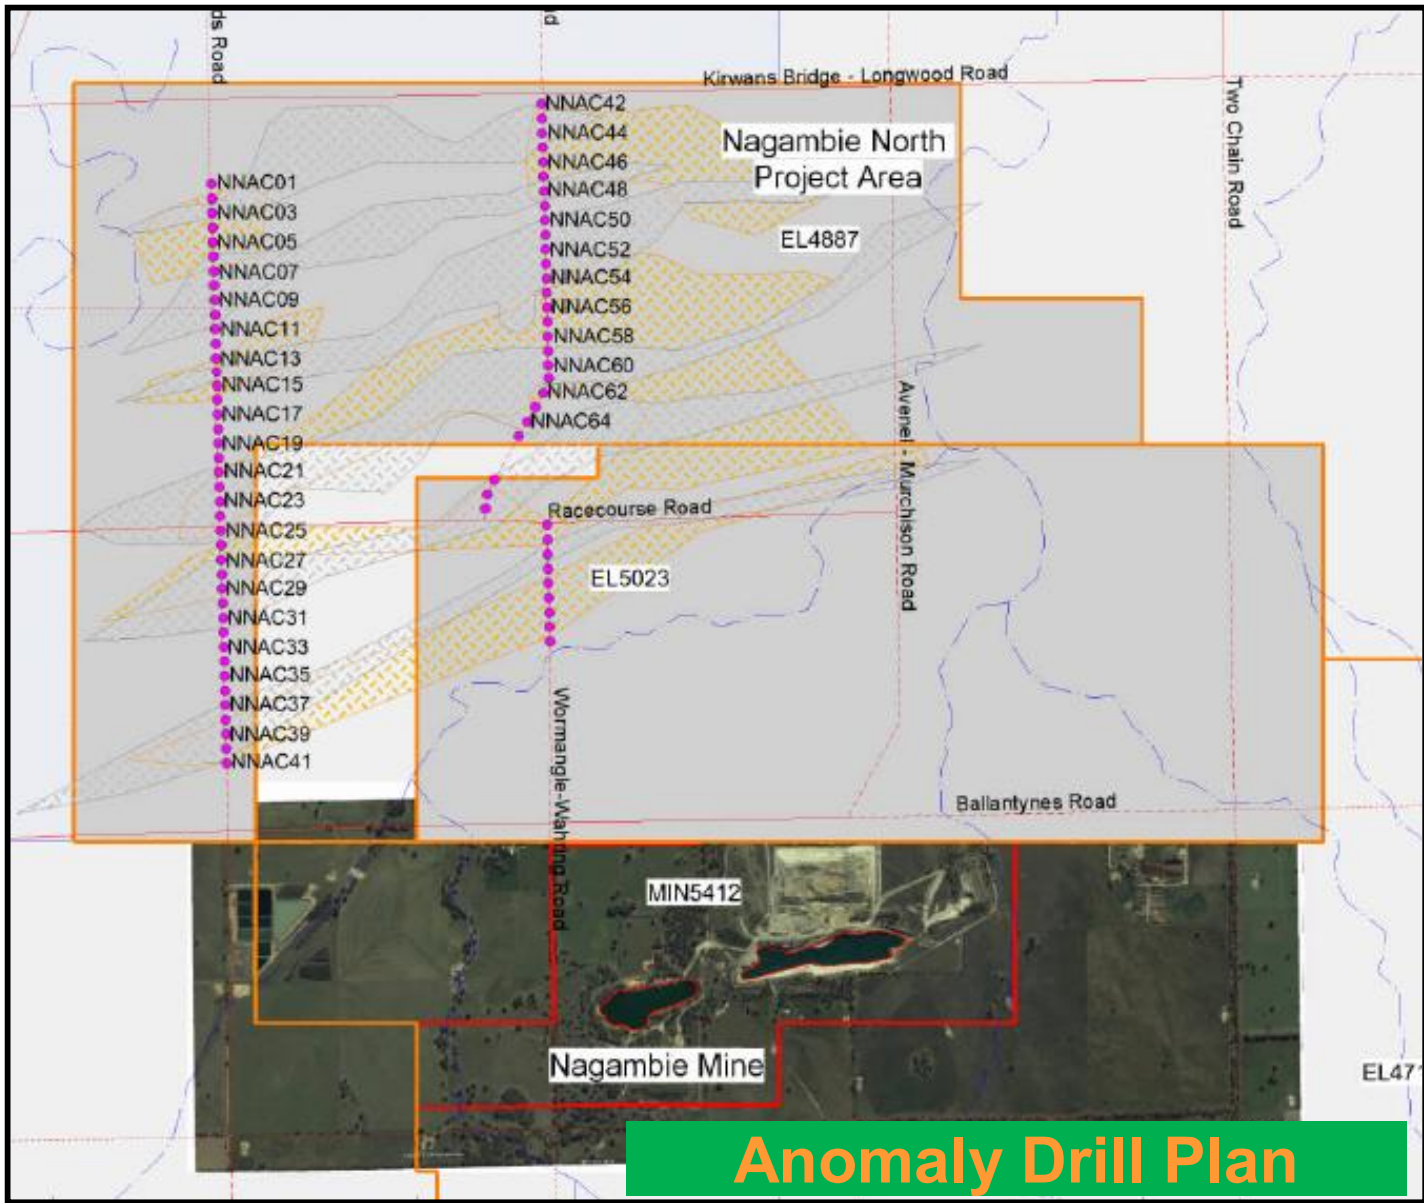 ds Road
Kirwans Bridge - Longwood Road
Two Chain Road
NNAC42
NNAC44
NNAC46
NNAC48
NNAC50
NNAC52
NNAC54
NNAC56
NNAC58
NNAC60
NNAC62
NNAC64
Nagambie North
Project Area
EL4887
NNAC01
NNAC03
NNAC05
NNAC07
NNAC09
NNAC11
NNAC13
NNAC15
NNAC17
NNAC19
NNAC21
NNAC23
NNAC25
NNAC27
NNAC29
NNAC31
NNAC33
NNAC35
NNAC37
NNAC39
NNAC41
Avenel - Murchison Road
Racecourse Road
EL5023
Wormangle-Wahring Road
Ballantynes Road
MIN5412
Nagambie Mine
EL471
Anomaly Drill Plan